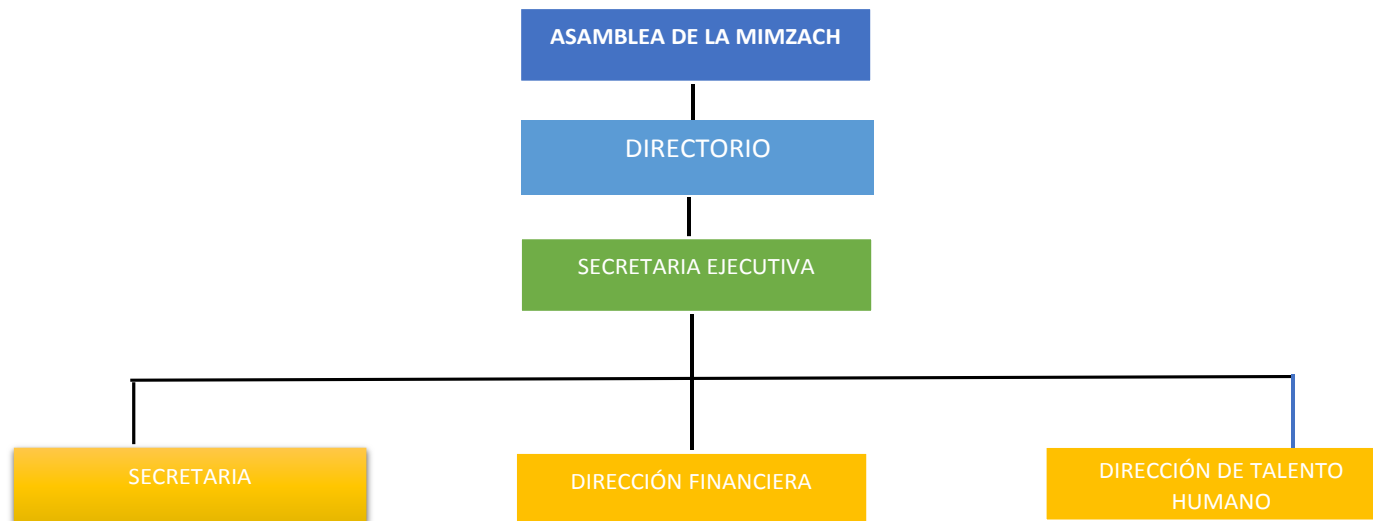 ASAMBLEA DE LA MIMZACH
DIRECTORIO
SECRETARIA EJECUTIVA
SECRETARIA
DIRECCIÓN FINANCIERA
DIRECCIÓN DE TALENTO
HUMANO